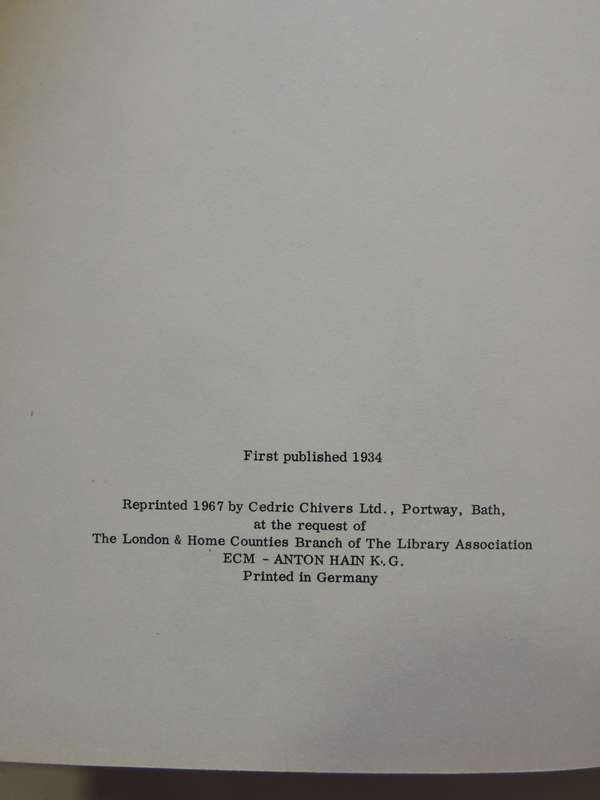 First published 1934
Reprinted 1967 by Cedric Chivers Ltd., Portway, Bath,
at the request of
The London & Home Counties Branch of The Library Association
ECM - ANTON HAIN K.G.
Printed in Germany